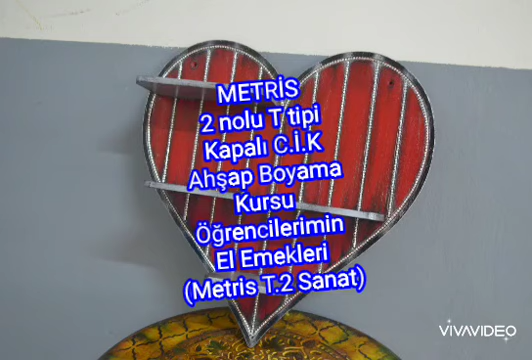 METRİS
2 nolu T tipi
Kapalı C.İ.K
Ahşap Boyama
Kursu
Öğrencilerimin
El Emekleri
(Metris T.2 Sanat)
VIVAVIDEO